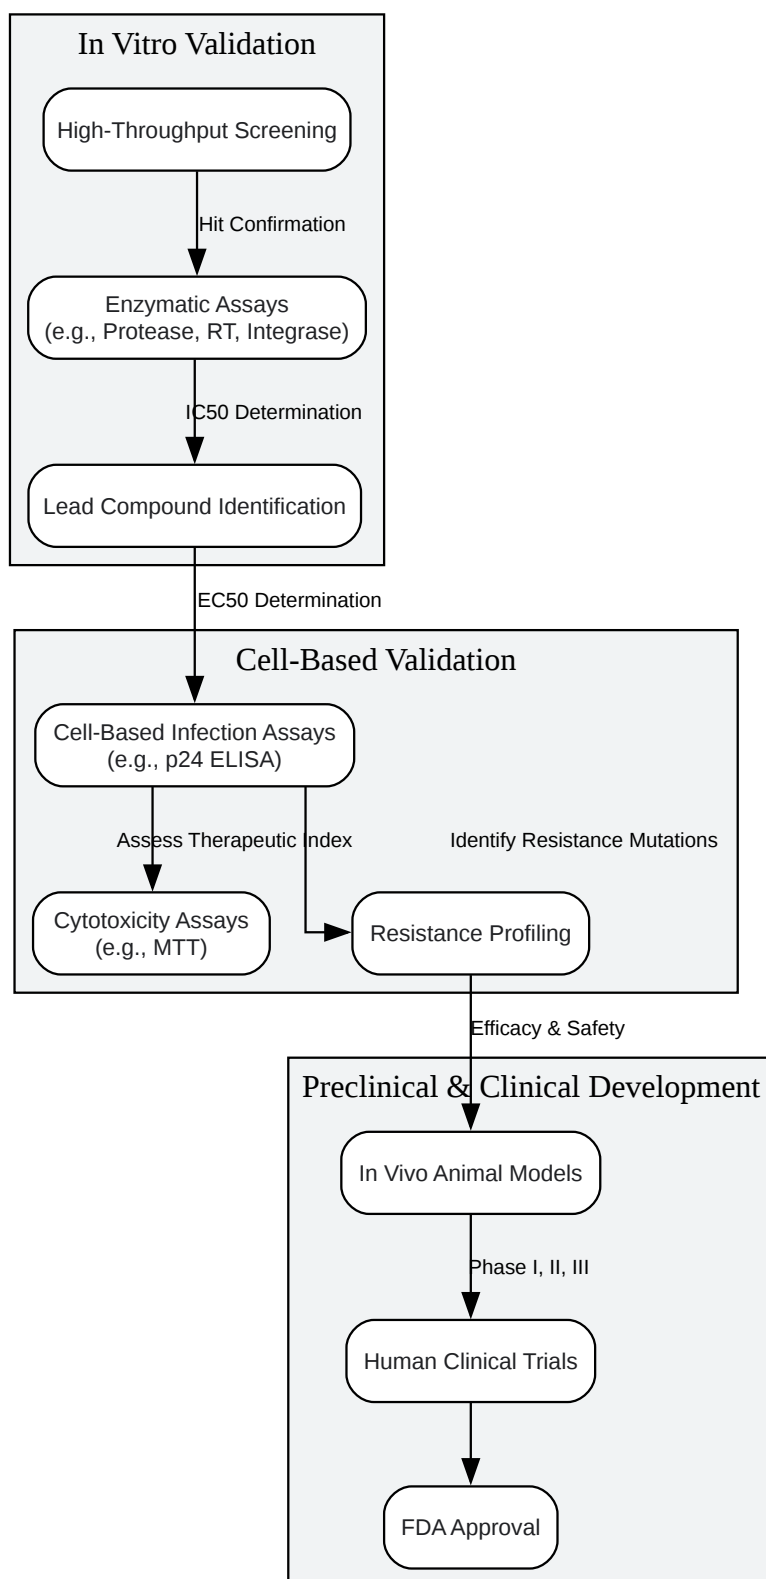 In Vitro Validation
High-Throughput Screening
Hit Confirmation
Enzymatic Assays
(e.g., Protease, RT, Integrase)
IC50 Determination
Lead Compound Identification
EC50 Determination
Cell-Based Validation
Cell-Based Infection Assays
(e.g., p24 ELISA)
Assess Therapeutic Index
Identify Resistance Mutations
Cytotoxicity Assays
(e.g., MTT)
Resistance Profiling
Efficacy & Safety
Preclinical & Clinical Development
In Vivo Animal Models
Phase I, II, III
Human Clinical Trials
FDA Approval